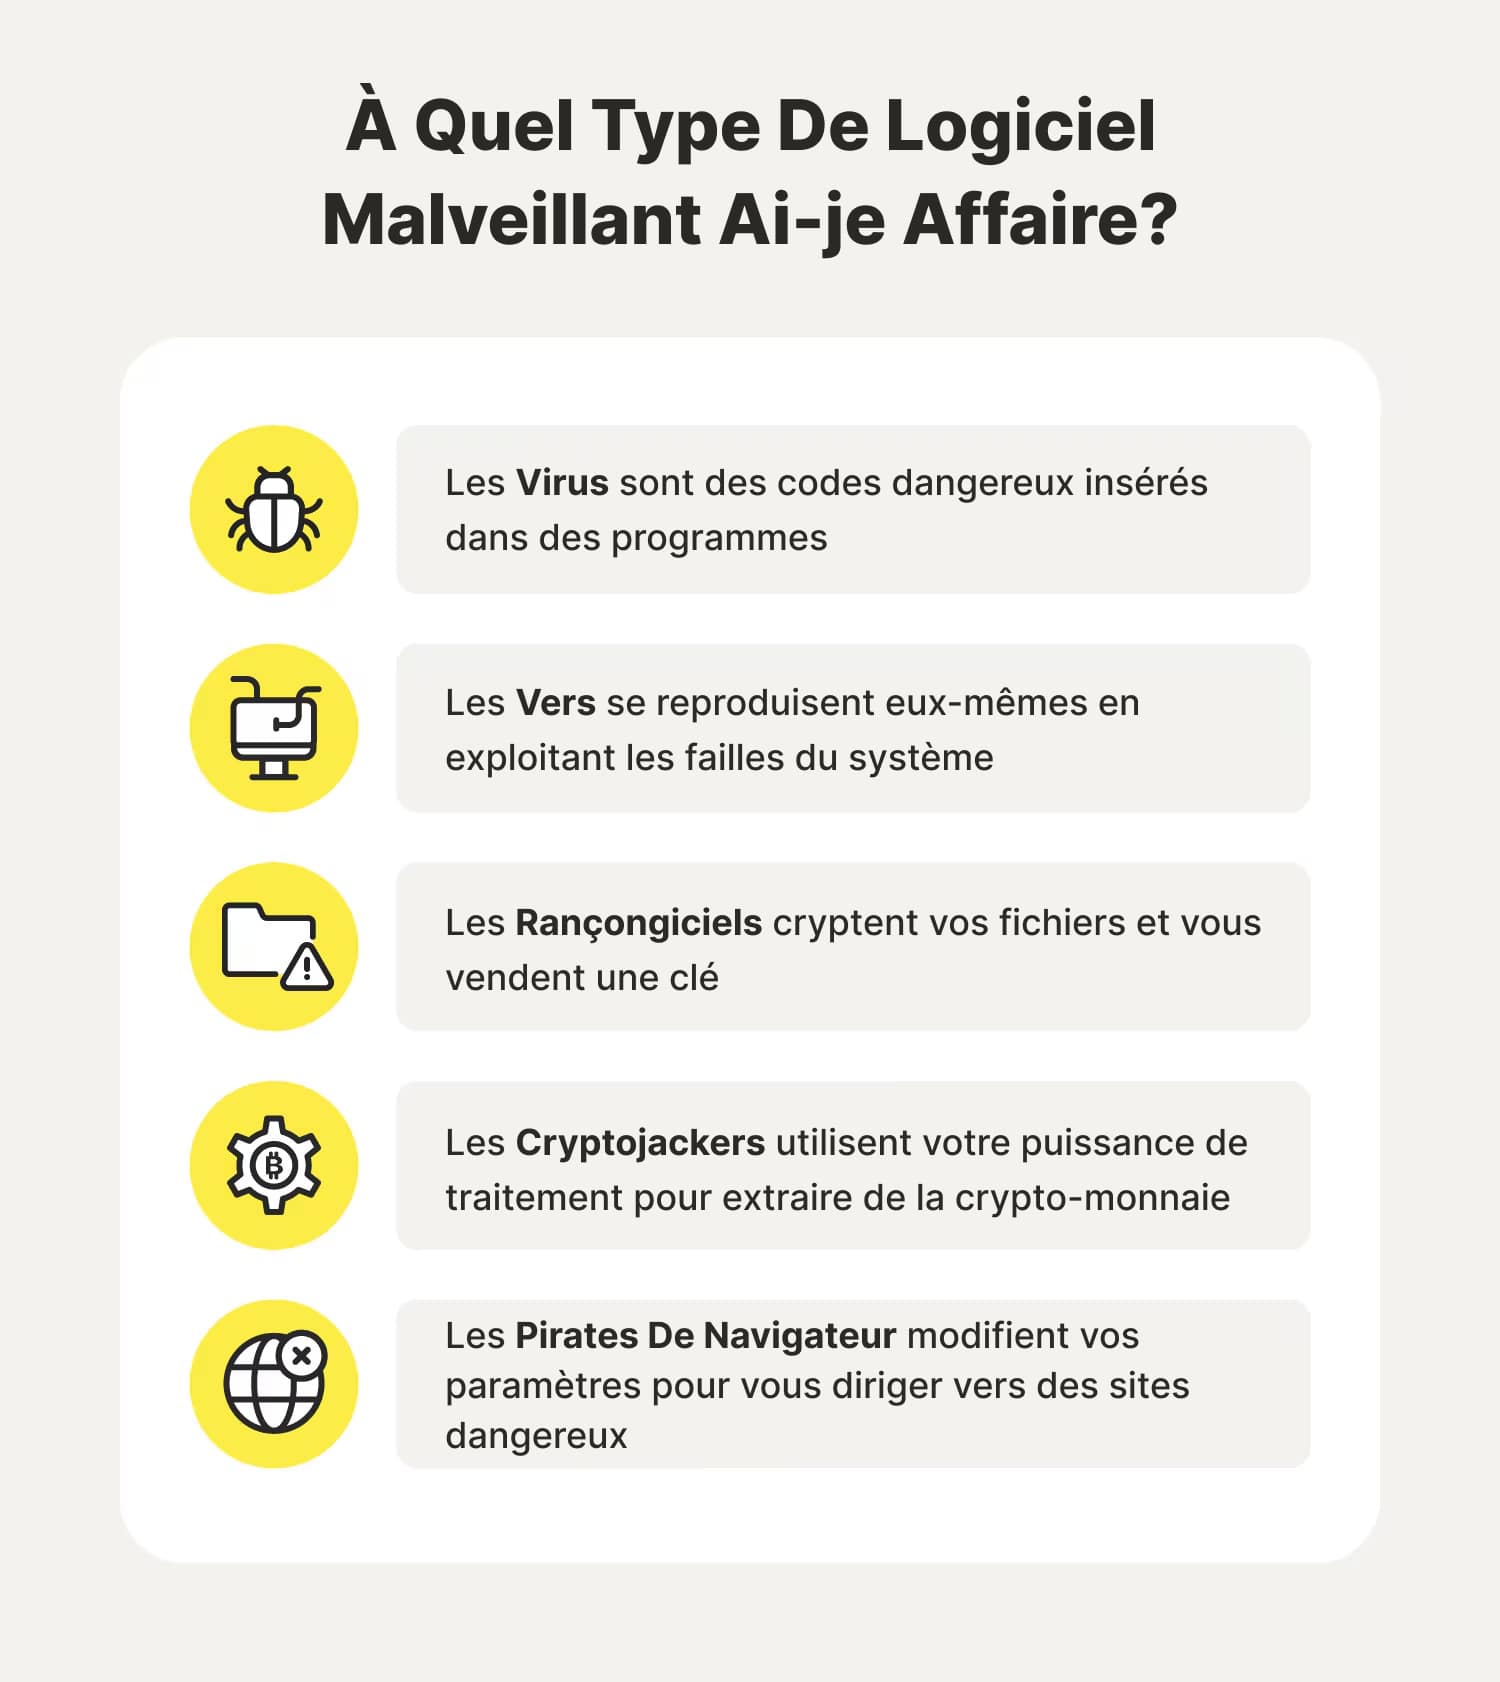 À Quel Type De Logiciel
Malveillant Ai-je Affaire?
Les Virus sont des codes dangereux insérés
dans des programmes
Les Vers se reproduisent eux-mêmes en
exploitant les failles du système
Les Rançongiciels cryptent vos fichiers et vous
vendent une clé
Les Cryptojackers utilisent votre puissance de
traitement pour extraire de la crypto-monnaie
Les Pirates De Navigateur modifient vos
paramètres pour vous diriger vers des sites
dangereux